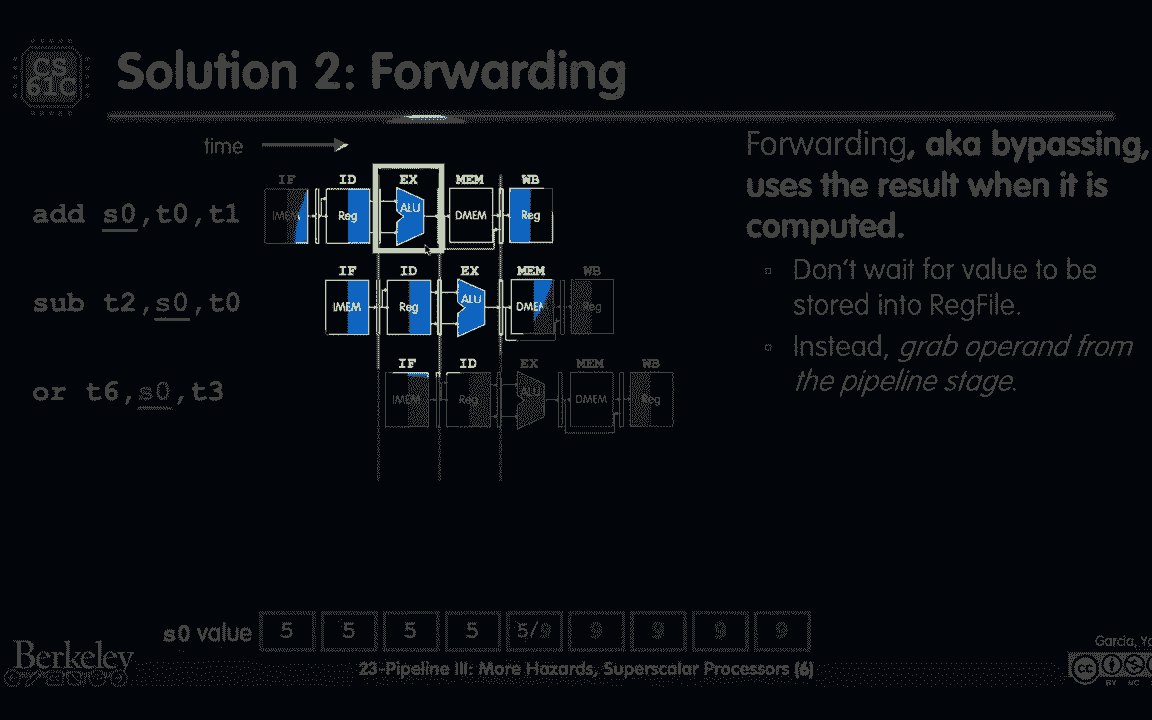 CS
61C
Solution 2: Forwarding
time
Forwarding, aka bypassing,
uses the result when it is
computed.
▫ Don't wait for value to be
stored into RegFile.
▫ Instead, grab operand from
the pipeline stage.
IF ID EX MEM WB
add s0,t0,t1
IMEM Reg ALU DMEM Reg
IF ID EX MEM WB
sub t2,s0,t0
IMEM Reg ALU DMEM Reg
IF ID EX MEM WB
or t6,s0,t3
IMEM Reg ALU DMEM Reg
s0 value 5 5 5 5 5/9 9 9 9 9
Berkeley
23-Pipeline III: More Hazards, Superscalar Processors (6)
Garcia,
cc
BY NC